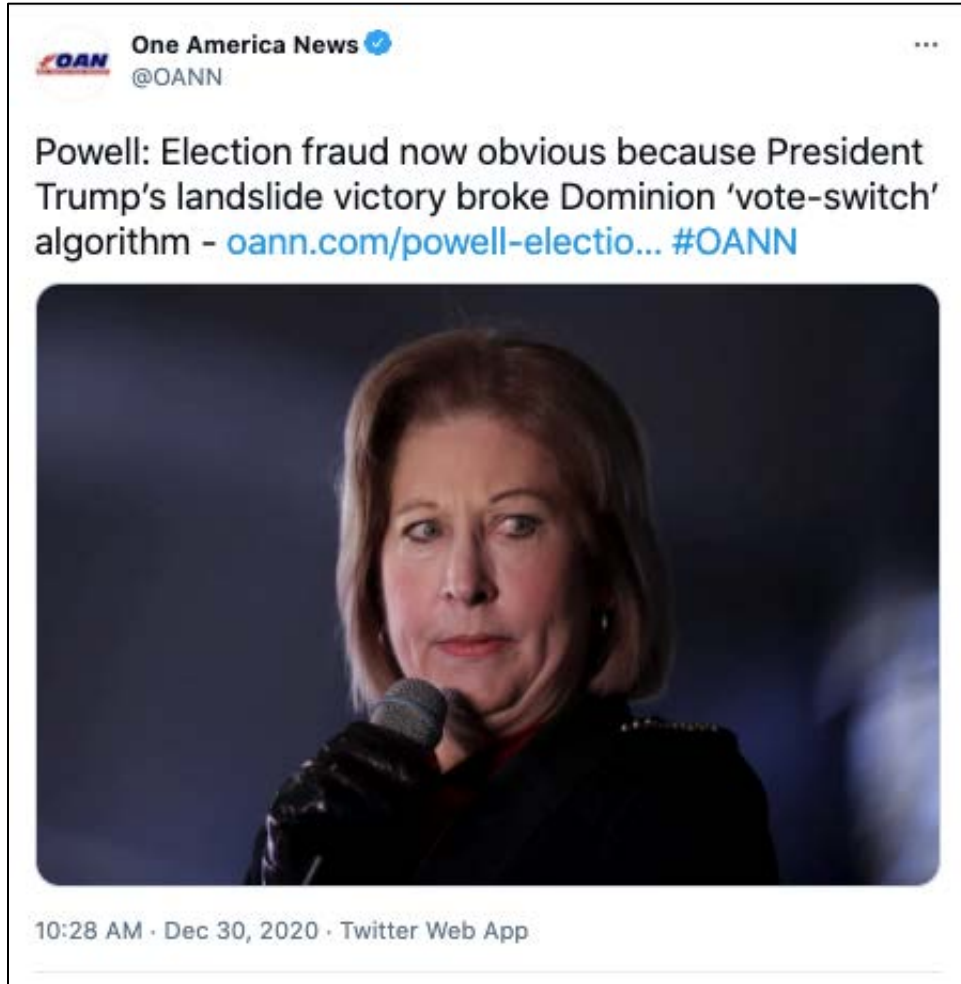 OAN
One America News
@OANN
Powell: Election fraud now obvious because President
Trump’s landslide victory broke Dominion ‘vote-switch’
algorithm - oann.com/powell-electio... #OANN
10:28 AM · Dec 30, 2020 · Twitter Web App